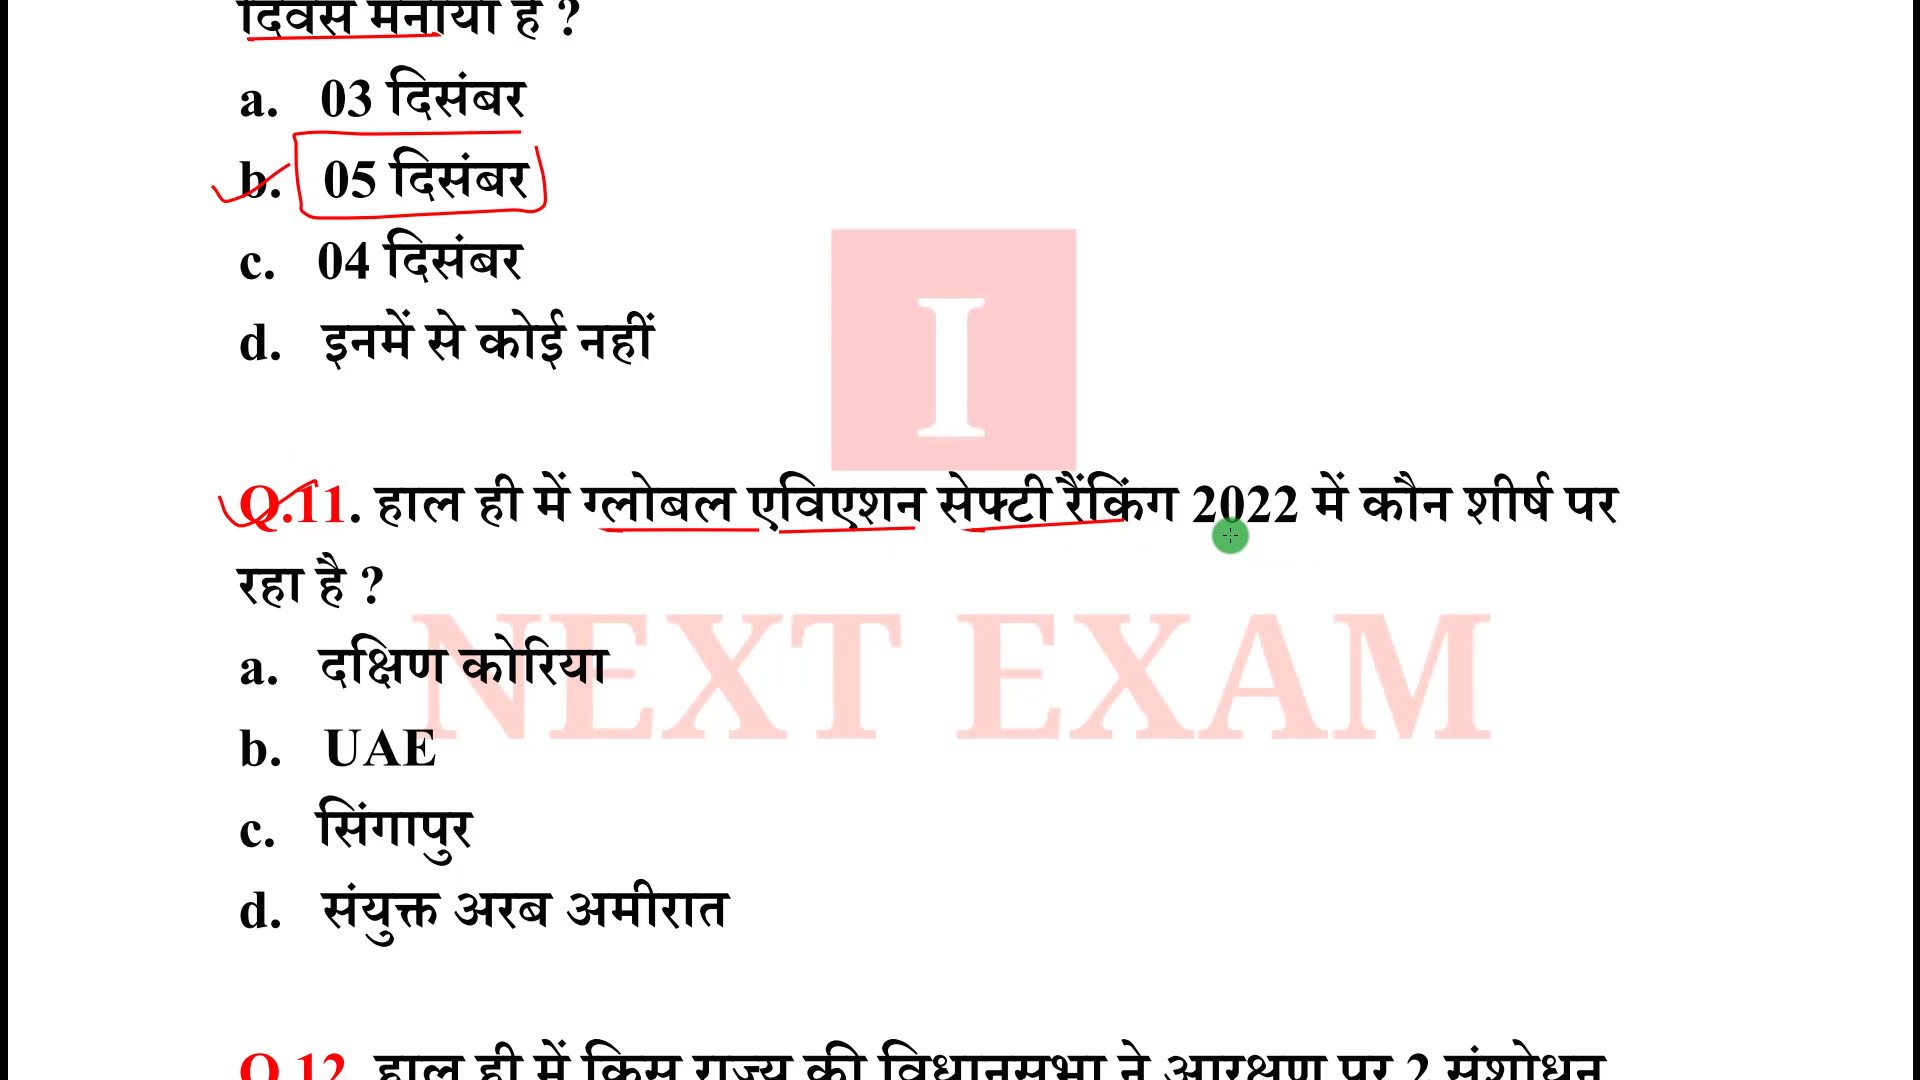 दिवस मनाया है ?
a. 03 दिसंबर
b. 05 दिसंबर
c. 04 दिसंबर
d. इनमें से कोई नहीं
I
Q.11. हाल ही में ग्लोबल एविएशन सेफ्टी रैंकिंग 2022 में कौन शीर्ष पर
रहा है ?
NEXT EXAM
a. दक्षिण कोरिया
b. UAE
c. सिंगापुर
d. संयुक्त अरब अमीरात
Q.12. हाल ही में किस राज्य की विधानसभा ने आरक्षण पर 2 संशोधन